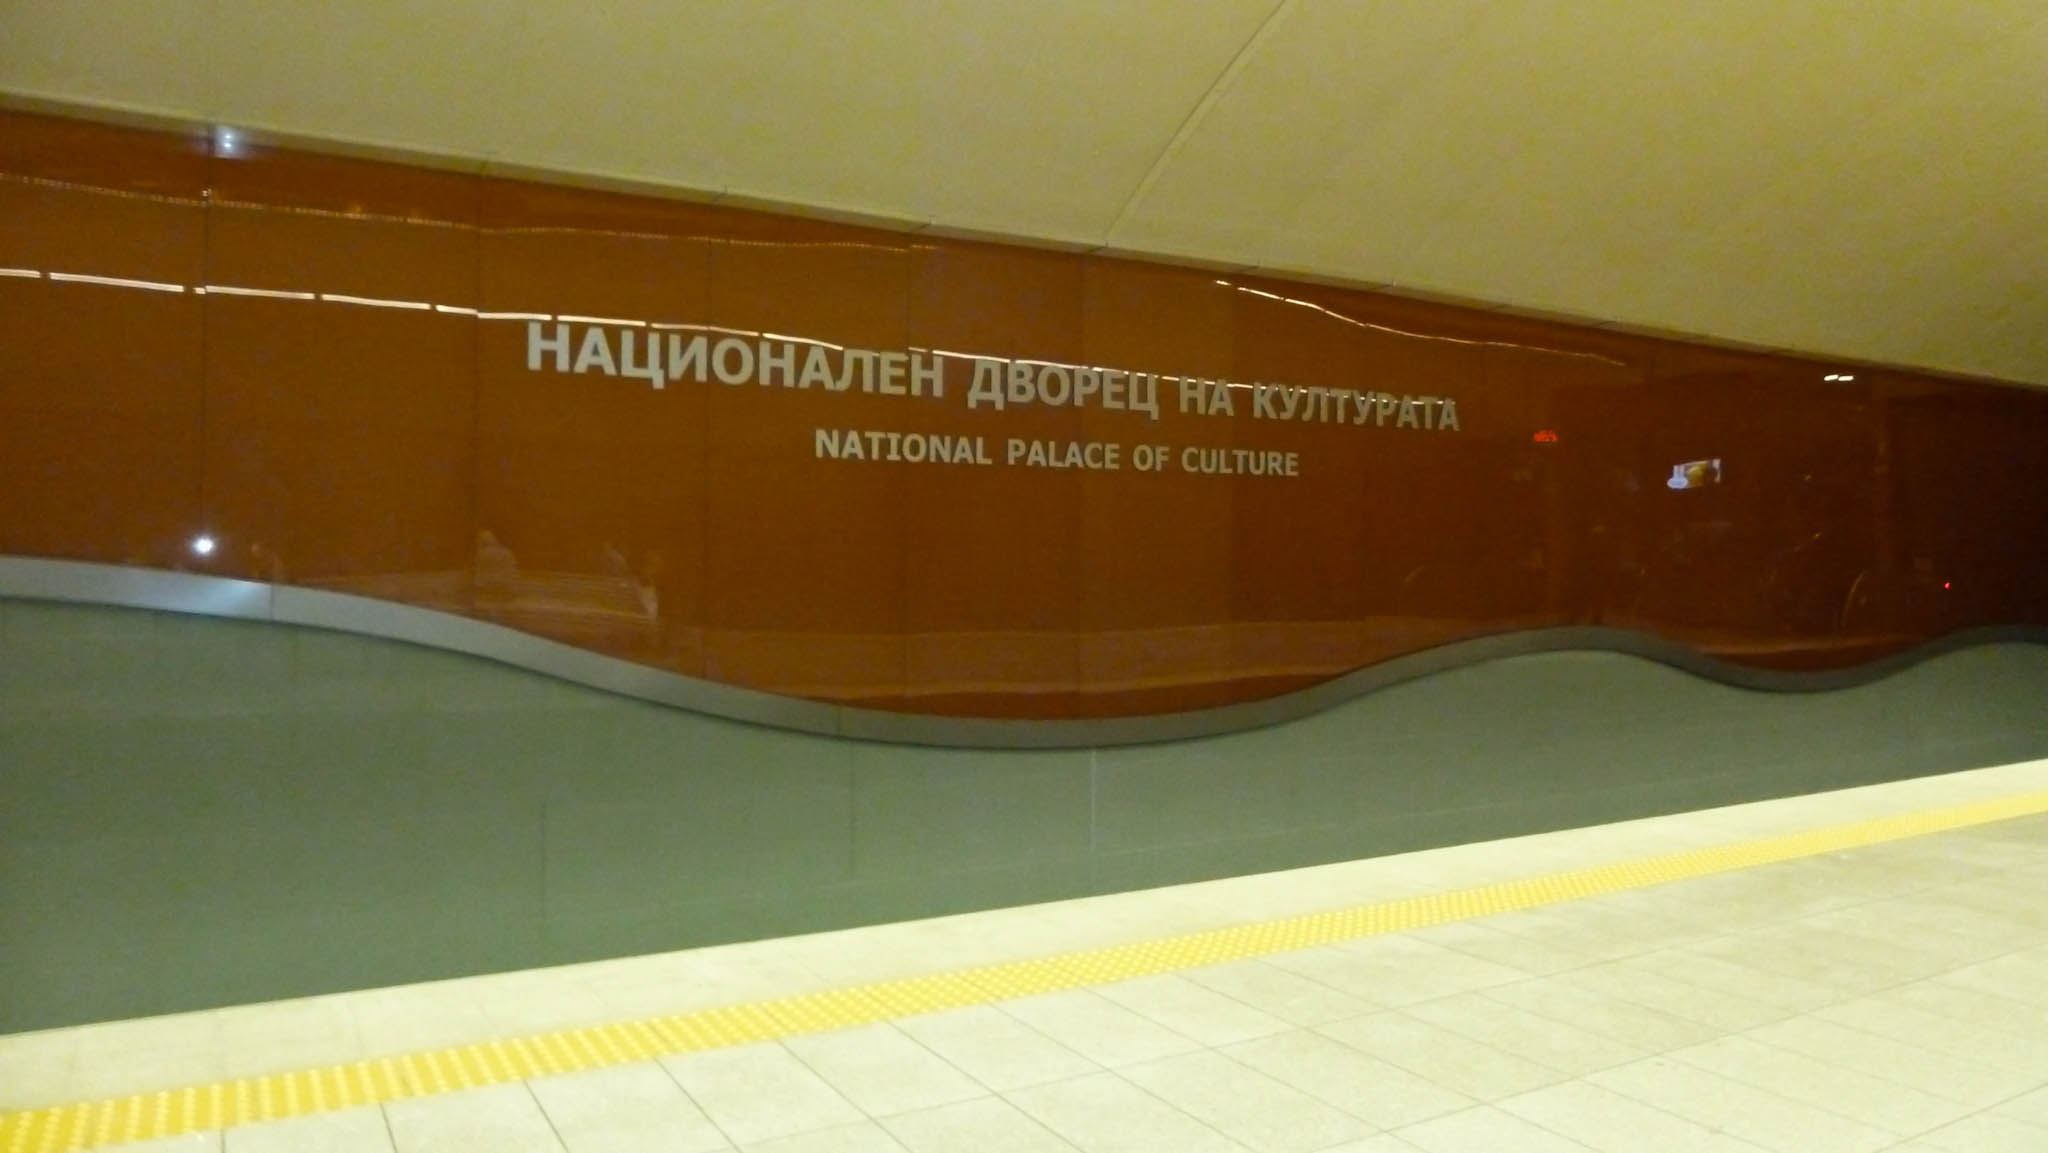 НАЦИОНАЛЕН ДВОРЕЦ НА КУЛТУРАТА
NATIONAL PALACE OF CULTURE